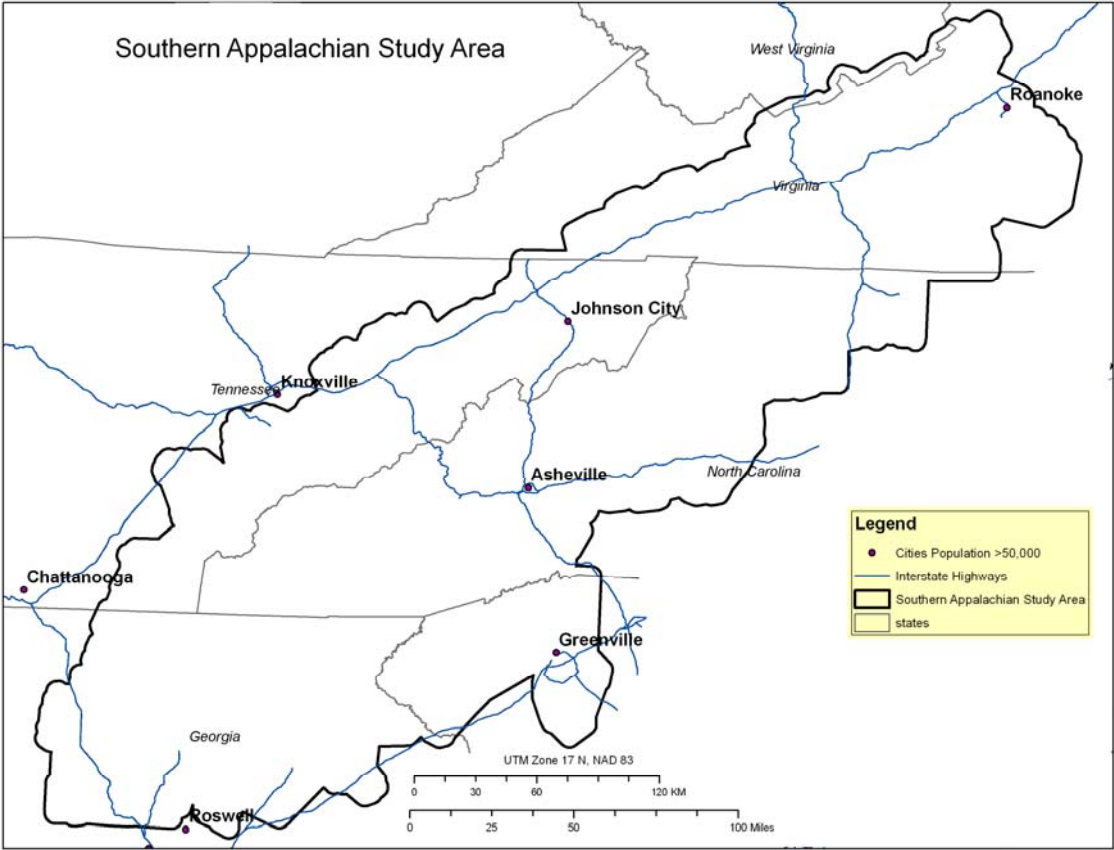 Southern Appalachian Study Area
West Virginia
Roanoke
Virginia
Johnson City
Knoxville
Tennessee
Asheville
North Carolina
Legend
Cities Population >50,000
Interstate Highways
Southern Appalachian Study Area
states
Chattanooga
Greenville
Georgia
UTM Zone 17 N, NAD 83
0 30 60 120 KM
Roswell
0 25 50 100 Miles